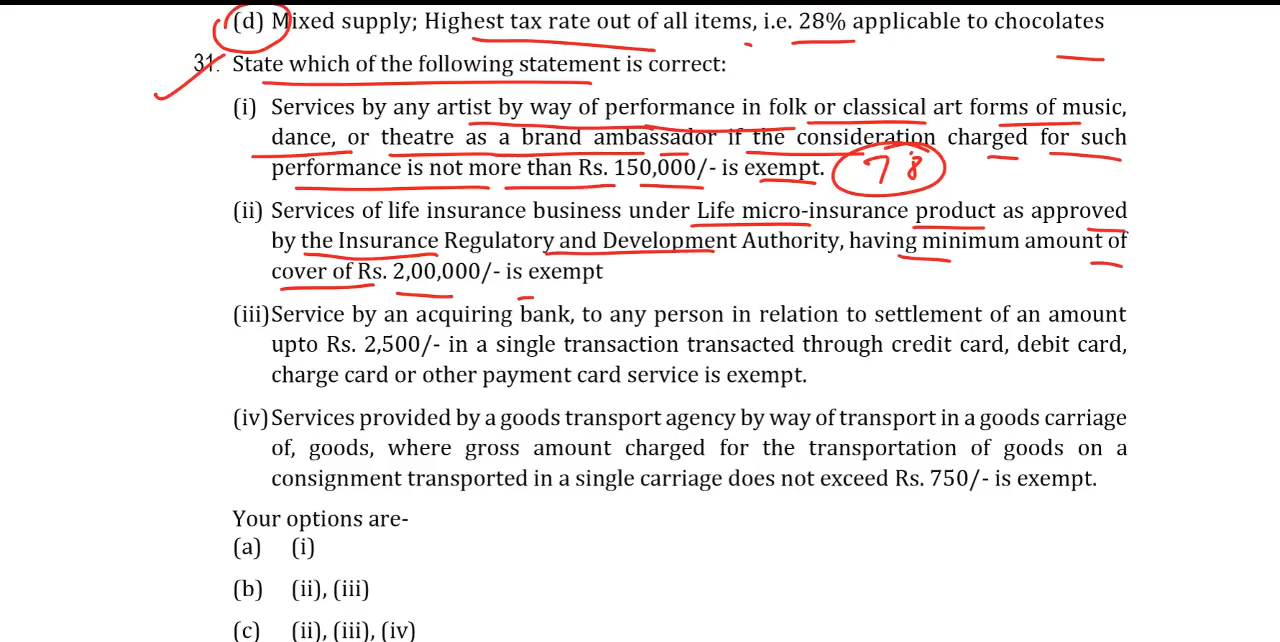 (d) Mixed supply; Highest tax rate out of all items, i.e. 28% applicable to chocolates
31. State which of the following statement is correct:
(i) Services by any artist by way of performance in folk or classical art forms of music,
dance, or theatre as a brand ambassador if the consideration charged for such
performance is not more than Rs. 150,000/- is exempt. 78
(ii) Services of life insurance business under Life micro-insurance product as approved
by the Insurance Regulatory and Development Authority, having minimum amount of
cover of Rs. 2,00,000/- is exempt
(iii) Service by an acquiring bank, to any person in relation to settlement of an amount
upto Rs. 2,500/- in a single transaction transacted through credit card, debit card,
charge card or other payment card service is exempt.
(iv) Services provided by a goods transport agency by way of transport in a goods carriage
of, goods, where gross amount charged for the transportation of goods on a
consignment transported in a single carriage does not exceed Rs. 750/- is exempt.
Your options are-
(a) (i)
(b) (ii), (iii)
(c) (ii), (iii), (iv)